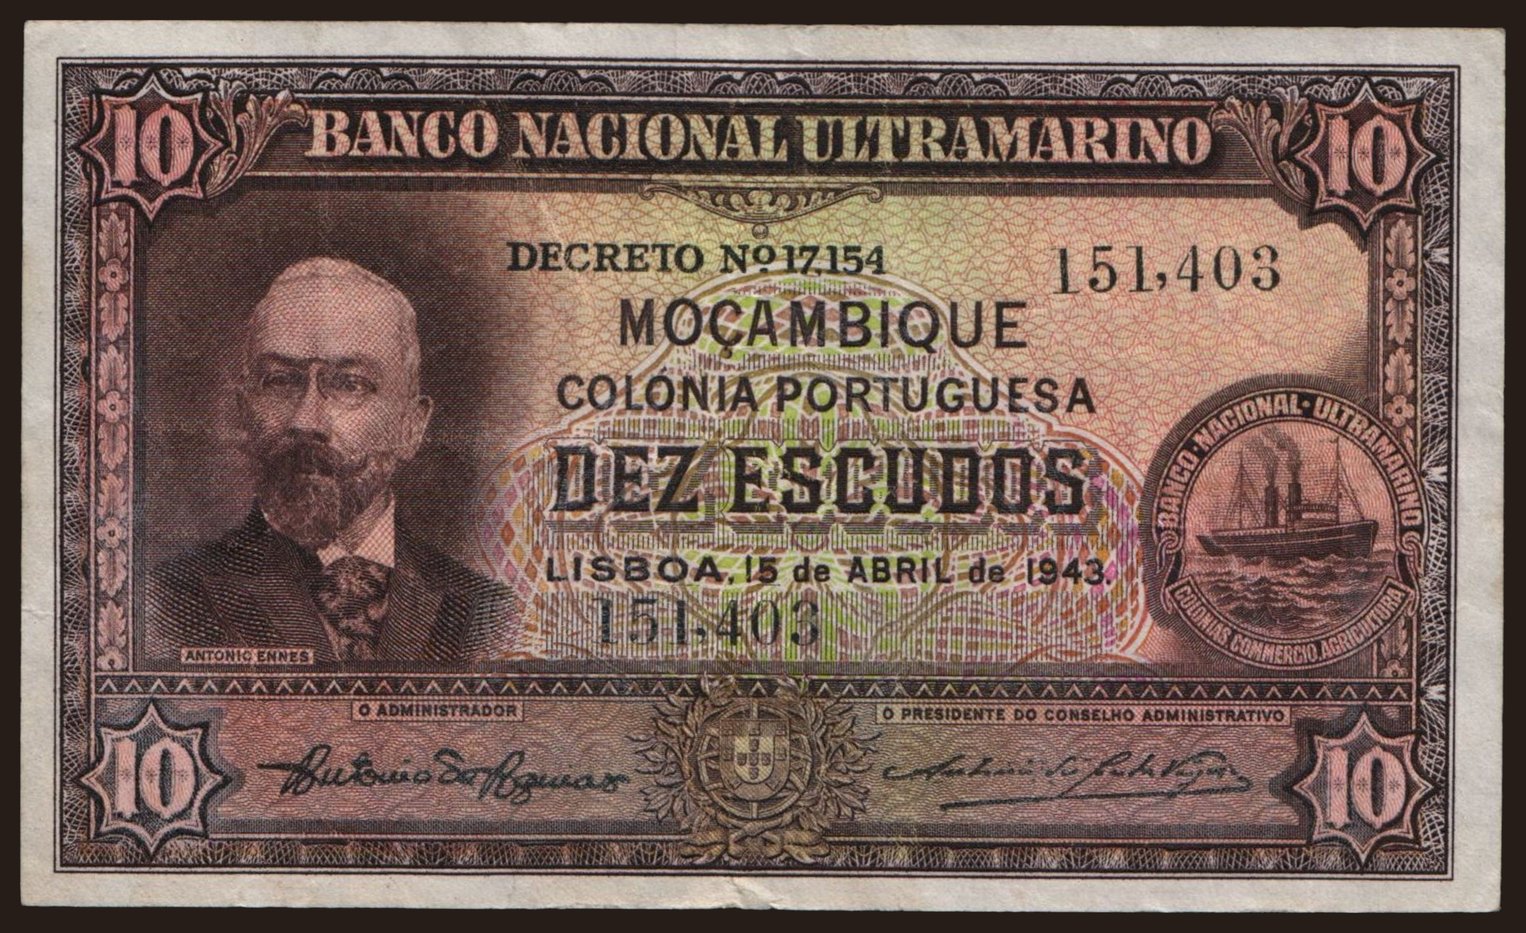 10 BANCO NACIONAL ULTRAMARINO 10
DECRETO Nº 17,154
151,403
MOÇAMBIQUE
COLÓNIA PORTUGUESA
DEZ ESCUDOS
LISBOA, 15 de ABRIL de 1943.
151,403
BANCO·NACIONAL·ULTRAMARINO
COLONIAS COMMERCIO AGRICULTURA
ANTONIO ENNES
O ADMINISTRADOR
O PRESIDENTE DO CONSELHO ADMINISTRATIVO
10 10